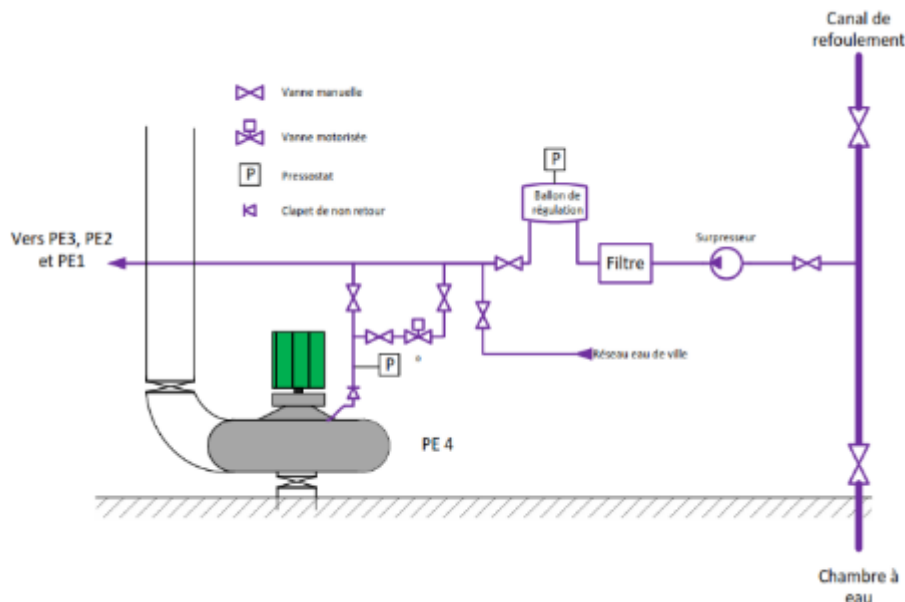 Canal de
refoulement
Vanne manuelle
Vanne motorisée
P
Pressostat
Clapet de non retour
P
Ballon de
régulation
Surpresseur
Filtre
Vers PE3, PE2
et PE1
Réseau eau de ville
P
PE 4
Chambre à
eau